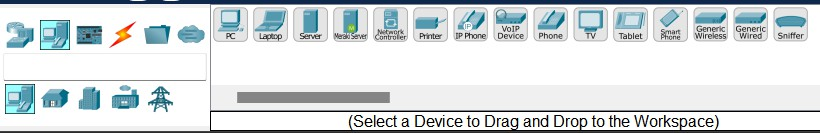 PC
Laptop
Server
Meraki Server
Network Controller
Printer
IP Phone
VoIP Device
Phone
TV
Tablet
Smart Phone
Generic Wireless
Generic Wired
Sniffer
(Select a Device to Drag and Drop to the Workspace)